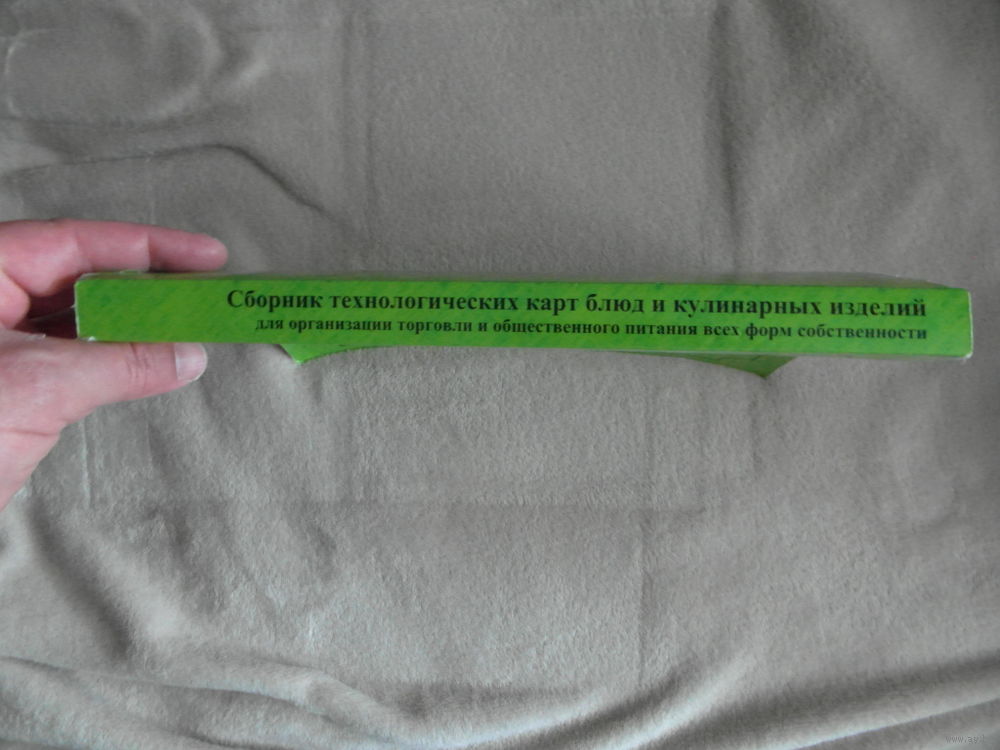 Сборник технологических карт блюд и кулинарных изделий
для организации торговли и общественного питания всех форм собственности